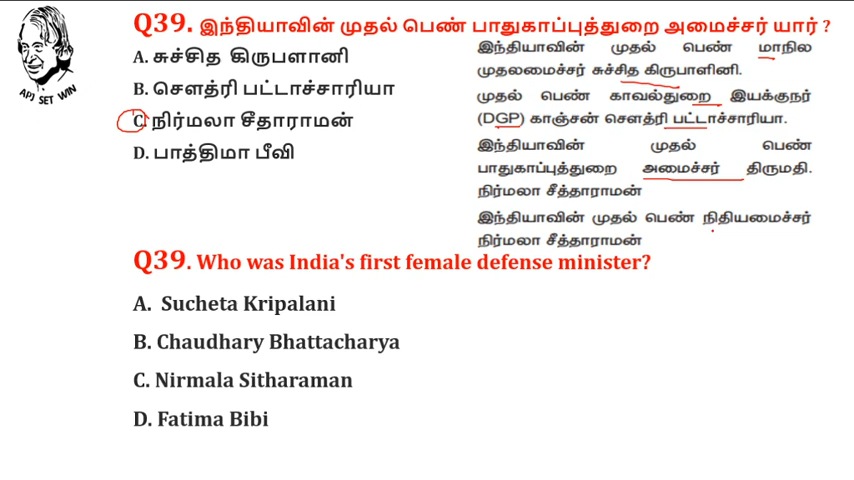 Q39. இந்தியாவின் முதல் பெண் பாதுகாப்புத்துறை அமைச்சர் யார் ?
A. சுச்சித கிருபளானி
B. சௌத்ரி பட்டாச்சாரியா
C. நிர்மலா சீதாராமன்
D. பாத்திமா பீவி
இந்தியாவின் முதல் பெண் மாநில
முதலமைச்சர் சுச்சித கிருபாளினி.
முதல் பெண் காவல்துறை இயக்குநர்
(DGP) காஞ்சன் சௌத்ரி பட்டாச்சாரியா.
இந்தியாவின் முதல் பெண்
பாதுகாப்புத்துறை அமைச்சர் திருமதி.
நிர்மலா சீத்தாராமன்
இந்தியாவின் முதல் பெண் நிதியமைச்சர்
நிர்மலா சீத்தாராமன்
APJ SET WIN
Q39. Who was India's first female defense minister?
A. Sucheta Kripalani
B. Chaudhary Bhattacharya
C. Nirmala Sitharaman
D. Fatima Bibi